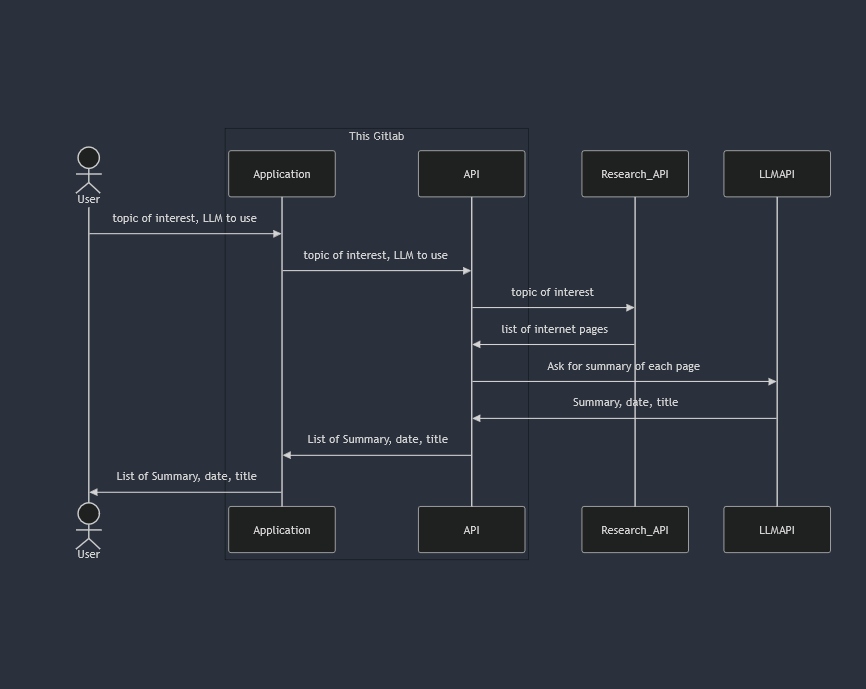 This Gitlab
User
Application
API
Research_API
LLMAPI
topic of interest, LLM to use
topic of interest, LLM to use
topic of interest
list of internet pages
Ask for summary of each page
Summary, date, title
List of Summary, date, title
List of Summary, date, title
User
Application
API
Research_API
LLMAPI